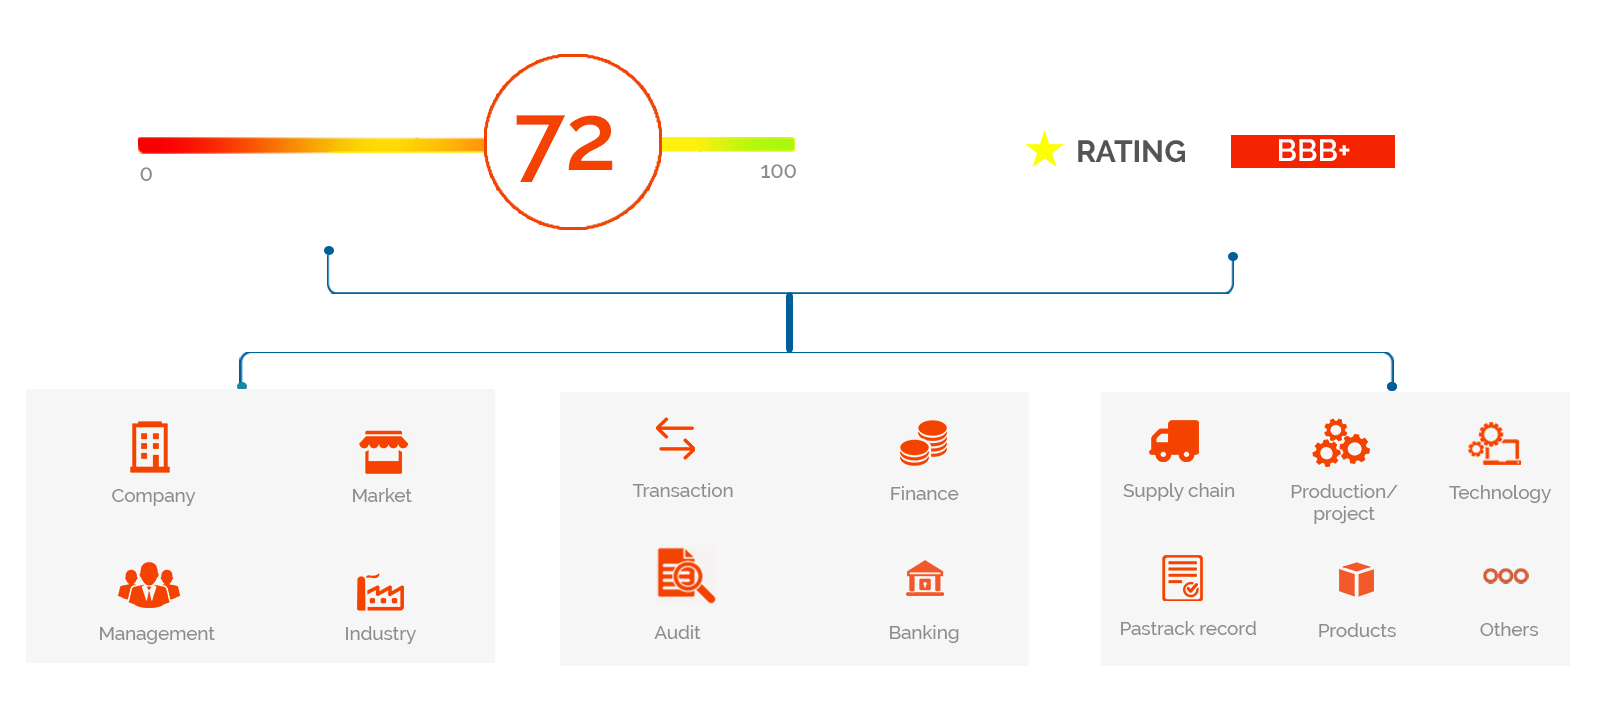 72
0
100
RATING
BBB+
Company
Market
Management
Industry
Transaction
Finance
Audit
Banking
Supply chain
Production/
project
Technology
Pastrack record
Products
Others